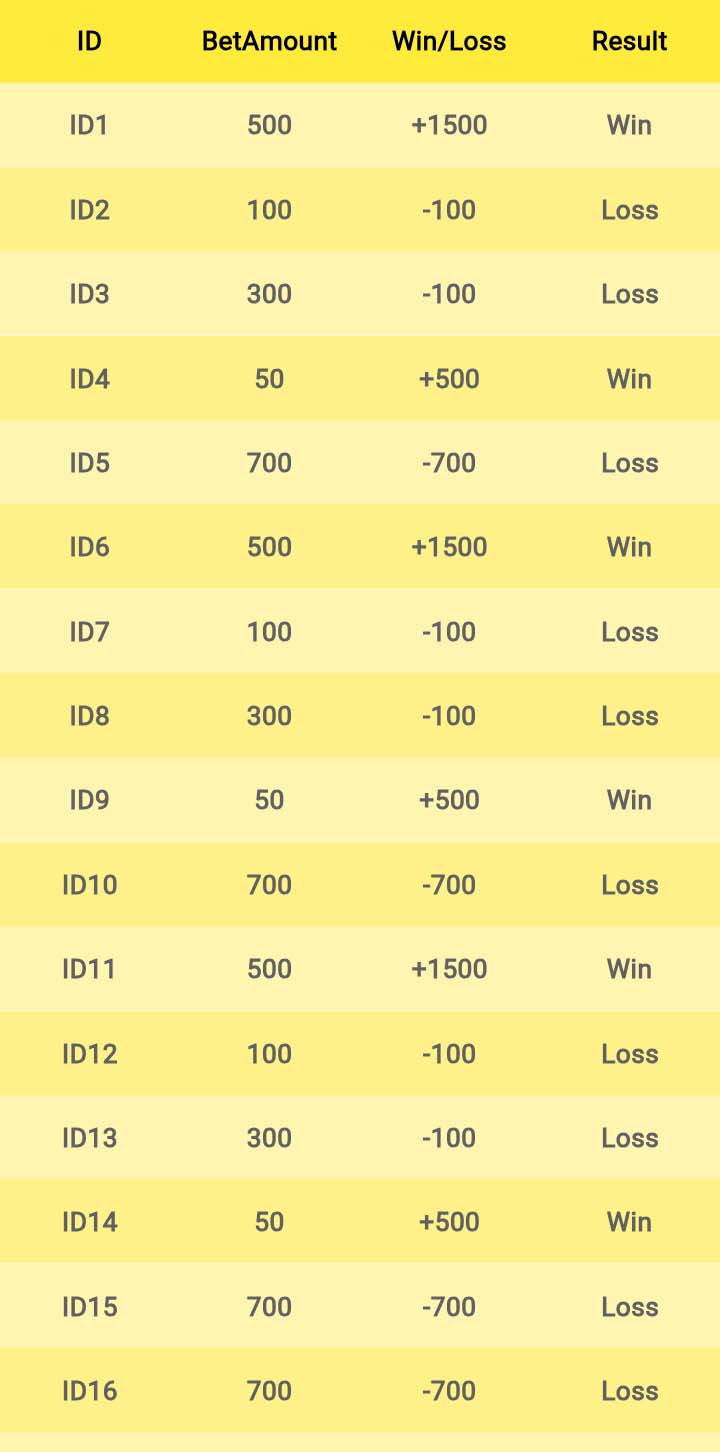 ID BetAmount Win/Loss Result
ID1 500 +1500 Win
ID2 100 -100 Loss
ID3 300 -100 Loss
ID4 50 +500 Win
ID5 700 -700 Loss
ID6 500 +1500 Win
ID7 100 -100 Loss
ID8 300 -100 Loss
ID9 50 +500 Win
ID10 700 -700 Loss
ID11 500 +1500 Win
ID12 100 -100 Loss
ID13 300 -100 Loss
ID14 50 +500 Win
ID15 700 -700 Loss
ID16 700 -700 Loss